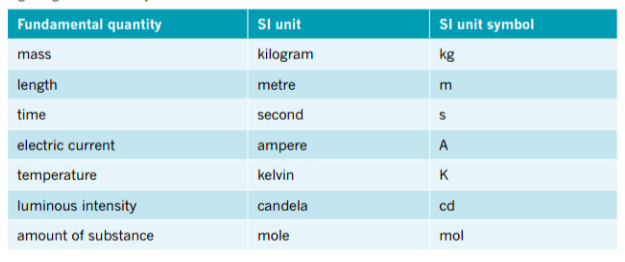 Fundamental quantity SI unit SI unit symbol
mass kilogram kg
length metre m
time second s
electric current ampere A
temperature kelvin K
luminous intensity candela cd
amount of substance mole mol